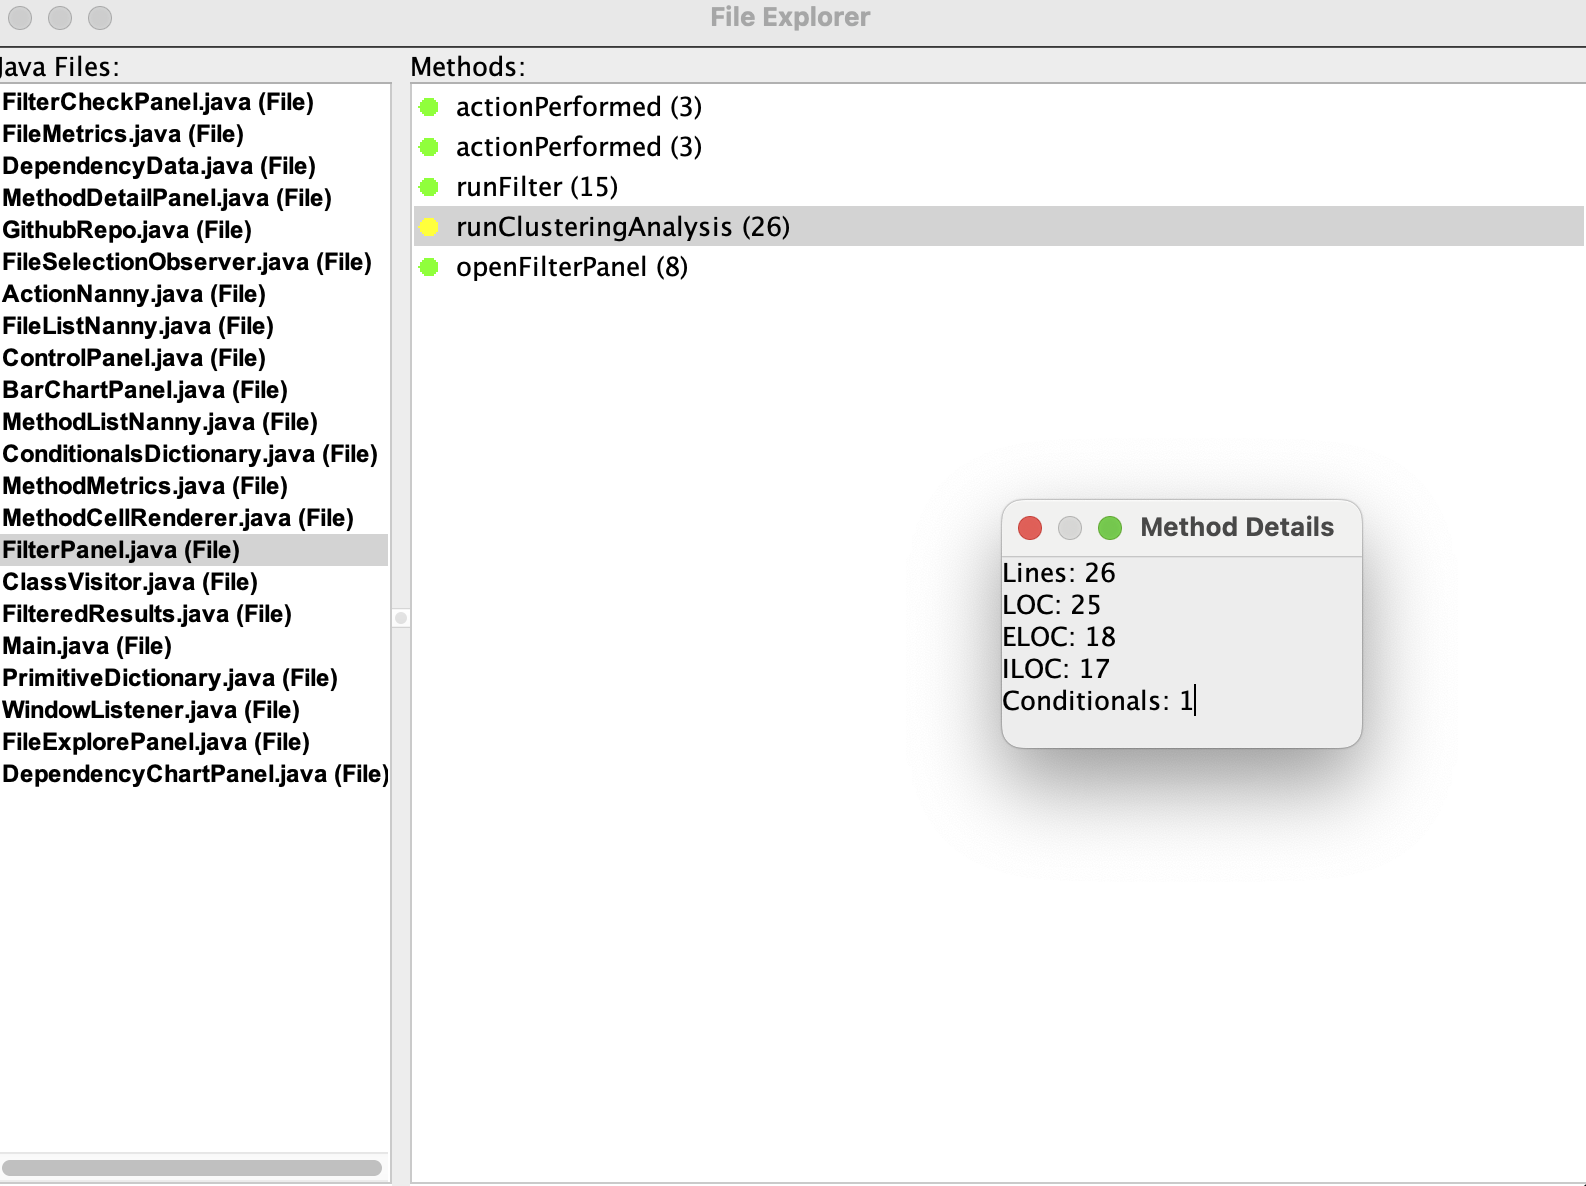 File Explorer
Java Files:
FilterCheckPanel.java (File)
FileMetrics.java (File)
DependencyData.java (File)
MethodDetailPanel.java (File)
GithubRepo.java (File)
FileSelectionObserver.java (File)
ActionNanny.java (File)
FileListNanny.java (File)
ControlPanel.java (File)
BarChartPanel.java (File)
MethodListNanny.java (File)
ConditionalsDictionary.java (File)
MethodMetrics.java (File)
MethodCellRenderer.java (File)
FilterPanel.java (File)
ClassVisitor.java (File)
FilteredResults.java (File)
Main.java (File)
PrimitiveDictionary.java (File)
WindowListener.java (File)
FileExplorePanel.java (File)
DependencyChartPanel.java (File)
Methods:
actionPerformed (3)
actionPerformed (3)
runFilter (15)
runClusteringAnalysis (26)
openFilterPanel (8)
Method Details
Lines: 26
LOC: 25
ELOC: 18
ILOC: 17
Conditionals: 1